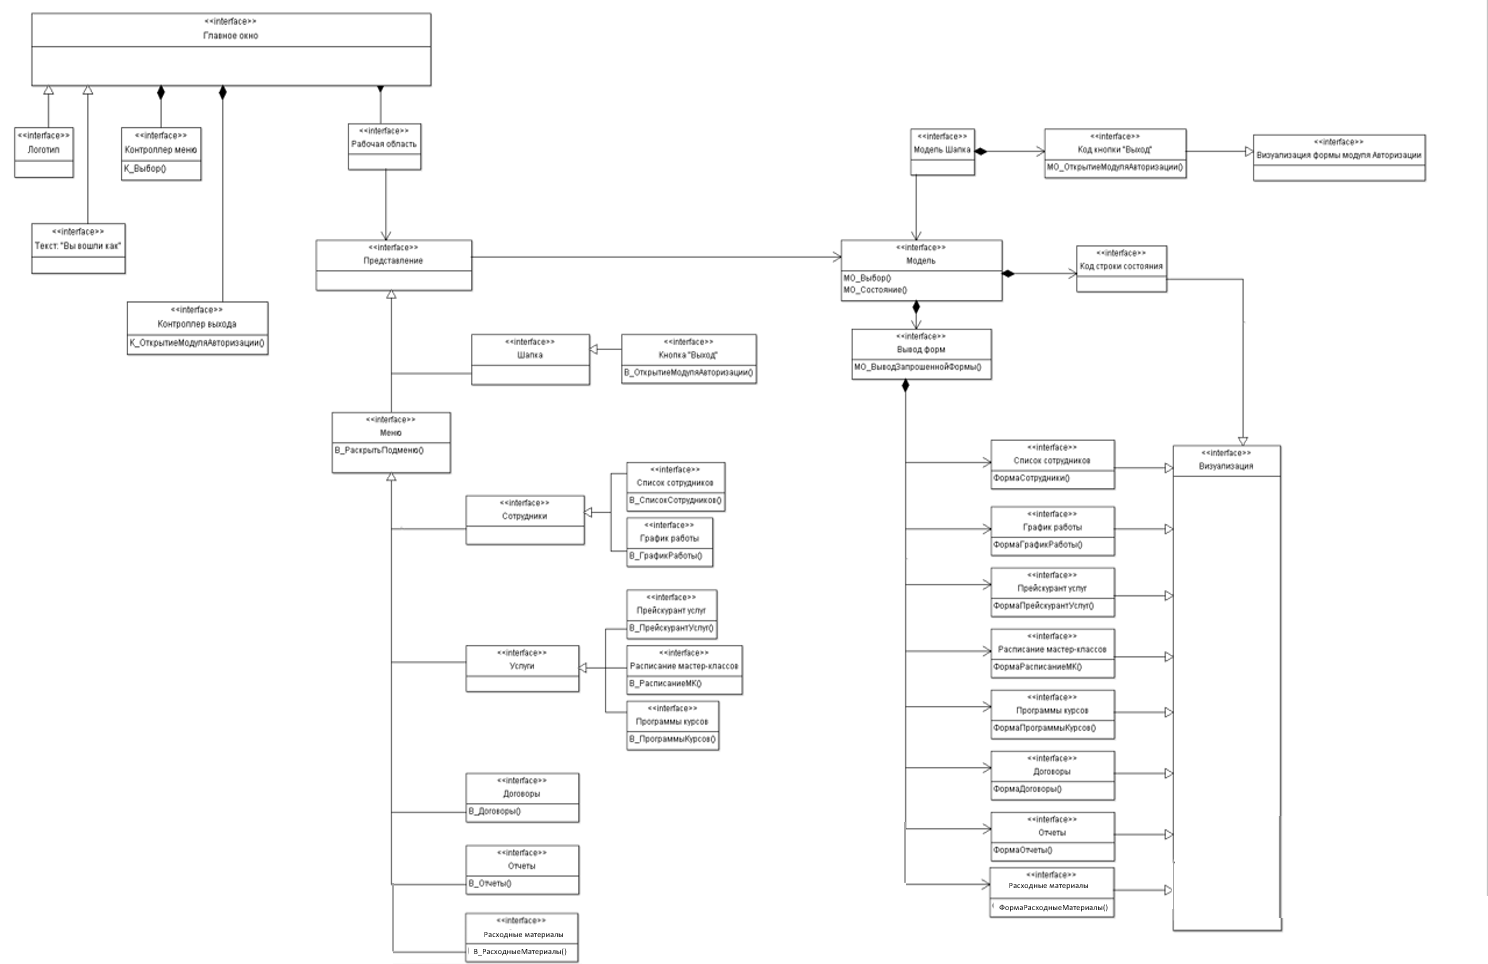 <<interface>>
Главное окно
<<interface>>
Логотип
<<interface>>
Контроллер меню
К_Выбор()
<<interface>>
Рабочая область
<<interface>>
Текст: "Вы вошли как"
<<interface>>
Контроллер выхода
К_ОткрытиеМодуляАвторизации()
<<interface>>
Представление
<<interface>>
Шапка
<<interface>>
Кнопка "Выход"
В_ОткрытиеМодуляАвторизации()
<<interface>>
Меню
В_РаскрытьПодменю()
<<interface>>
Сотрудники
<<interface>>
Список сотрудников
В_СписокСотрудников()
<<interface>>
График работы
В_ГрафикРаботы()
<<interface>>
Услуги
<<interface>>
Прейскурант услуг
В_ПрейскурантУслуг()
<<interface>>
Расписание мастер-классов
В_РасписаниеМК()
<<interface>>
Программы курсов
В_ПрограммыКурсов()
<<interface>>
Договоры
В_Договоры()
<<interface>>
Отчеты
В_Отчеты()
<<interface>>
Расходные материалы
В_РасходныеМатериалы()
<<interface>>
Модель Шапка
<<interface>>
Код кнопки "Выход"
МО_ОткрытиеМодуляАвторизации()
<<interface>>
Визуализация формы модуля Авторизации
<<interface>>
Модель
МО_Выбор()
МО_Состояние()
<<interface>>
Код строки состояния
<<interface>>
Вывод форм
МО_ВыводЗапрошеннойФормы()
<<interface>>
Список сотрудников
ФормаСотрудники()
<<interface>>
Визуализация
<<interface>>
График работы
ФормаГрафикРаботы()
<<interface>>
Прейскурант услуг
ФормаПрейскурантУслуг()
<<interface>>
Расписание мастер-классов
ФормаРасписаниеМК()
<<interface>>
Программы курсов
ФормаПрограммыКурсов()
<<interface>>
Договоры
ФормаДоговоры()
<<interface>>
Отчеты
ФормаОтчеты()
<<interface>>
Расходные материалы
ФормаРасходныеМатериалы()